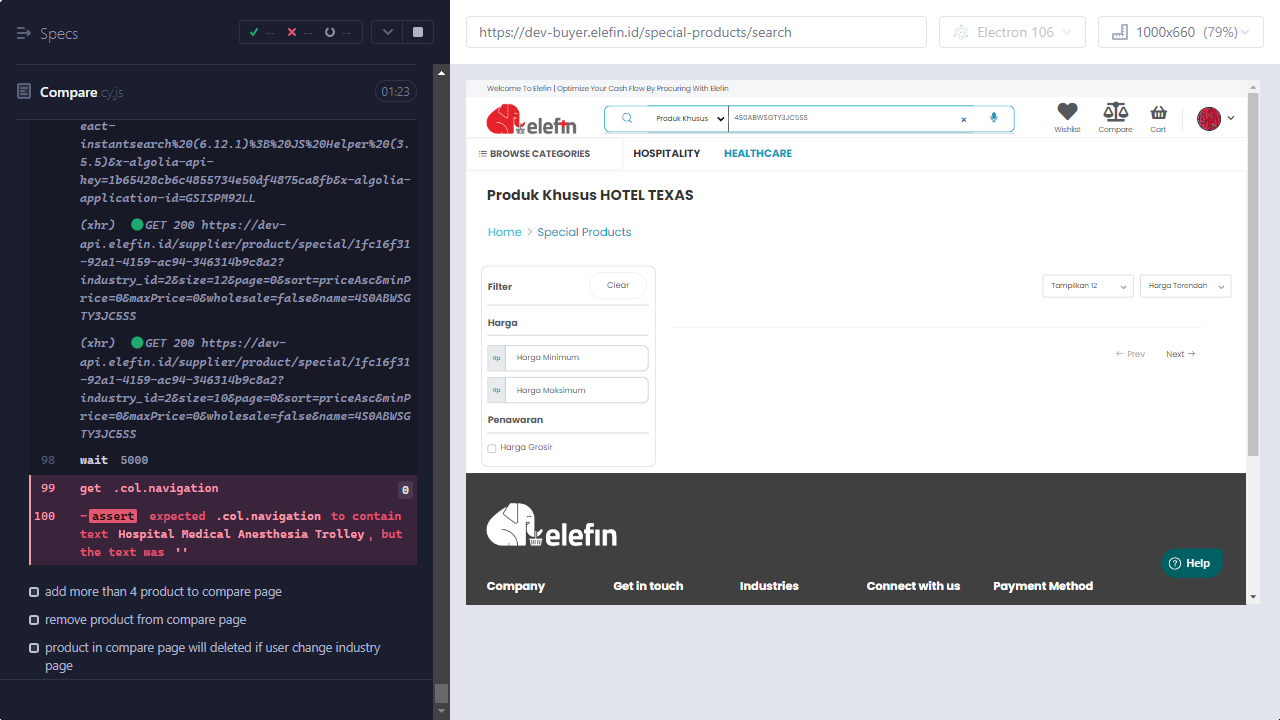 Specs
-- -- --
Compare.cy.js
01:23
eact-
instantsearch%20(6.12.1)%3B%20JS%20Helper%20(3.
5.5)&x-algolia-api-
key=1b65428cb6c4855734e50df4875ca8fb&x-algolia-
application-id=GSISPM92LL
(xhr) GET 200 https://dev-
api.elefin.id/supplier/product/special/1fc16f31
-92a1-4159-ac94-346314b9c8a2?
industry_id=2&size=12&page=0&sort=priceAsc&minP
rice=0&maxPrice=0&wholesale=false&name=4S0ABWSG
TY3JC5SS
(xhr) GET 200 https://dev-
api.elefin.id/supplier/product/special/1fc16f31
-92a1-4159-ac94-346314b9c8a2?
industry_id=2&size=10&page=0&sort=priceAsc&minP
rice=0&maxPrice=0&wholesale=false&name=4S0ABWSG
TY3JC5SS
98 wait 5000
99 get .col.navigation 0
100 -assert expected .col.navigation to contain
text Hospital Medical Anesthesia Trolley, but
the text was ''
add more than 4 product to compare page
remove product from compare page
product in compare page will deleted if user change industry
page
https://dev-buyer.elefin.id/special-products/search
Electron 106
1000x660 (79%)
Welcome To Elefin | Optimize Your Cash Flow By Procuring With Elefin
elefin
Produk Khusus
4S0ABWSGTY3JC5SS
×
Wishlist
Compare
Cart
BROWSE CATEGORIES
HOSPITALITY
HEALTHCARE
Produk Khusus HOTEL TEXAS
Home > Special Products
Filter
Clear
Harga
Rp Harga Minimum
Rp Harga Maksimum
Penawaran
Harga Grosir
Tampilkan 12
Harga Terendah
← Prev
Next →
elefin
Company
Get in touch
Industries
Connect with us
Payment Method
? Help